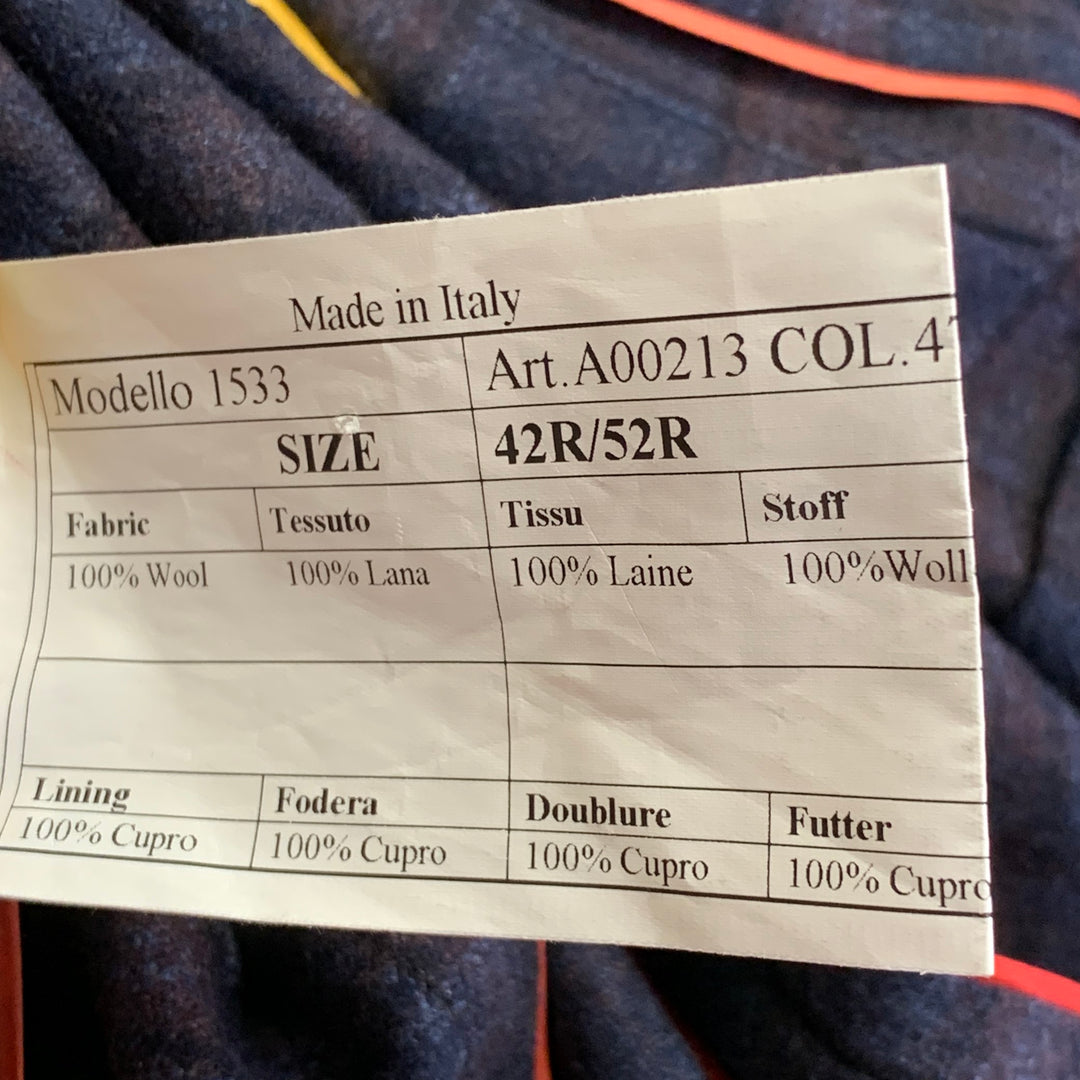 Made in Italy
Modello 1533 Art.A00213 COL.4
SIZE 42R/52R
Fabric Tessuto Tissu Stoff
100% Wool 100% Lana 100% Laine 100%Woll
Lining Fodera Doublure Futter
100% Cupro 100% Cupro 100% Cupro 100% Cupro